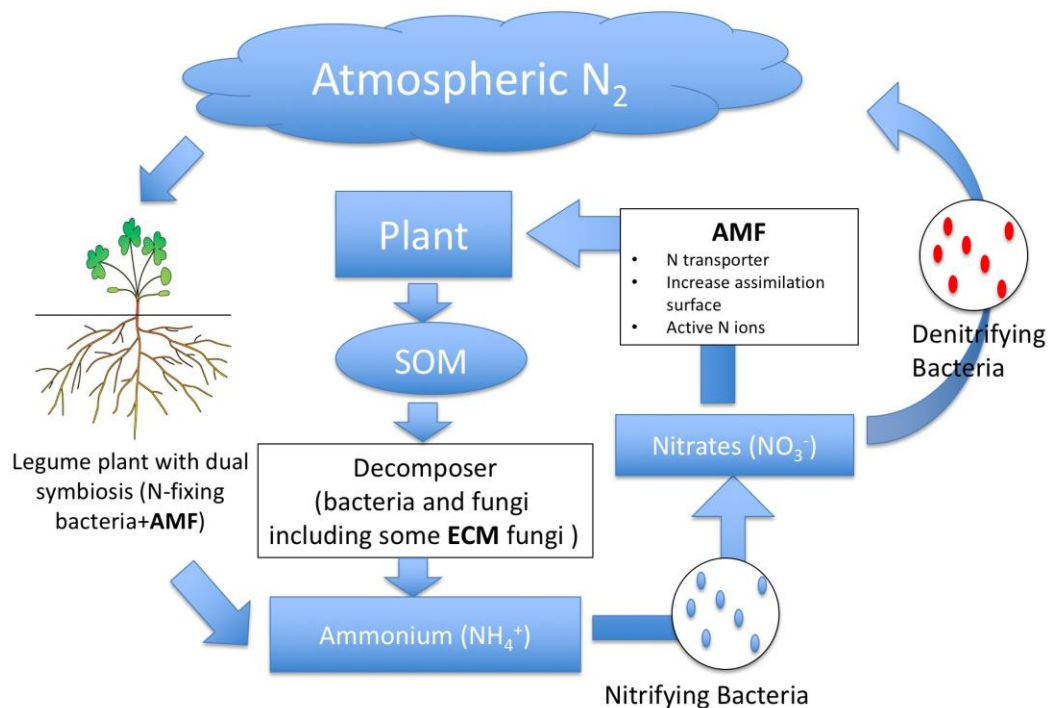 Atmospheric N₂
Plant
AMF
• N transporter
• Increase assimilation
surface
• Active N ions
Denitrifying
Bacteria
SOM
Nitrates (NO₃⁻)
Legume plant with dual
symbiosis (N-fixing
bacteria+AMF)
Decomposer
(bacteria and fungi
including some ECM fungi )
Ammonium (NH₄⁺)
Nitrifying Bacteria